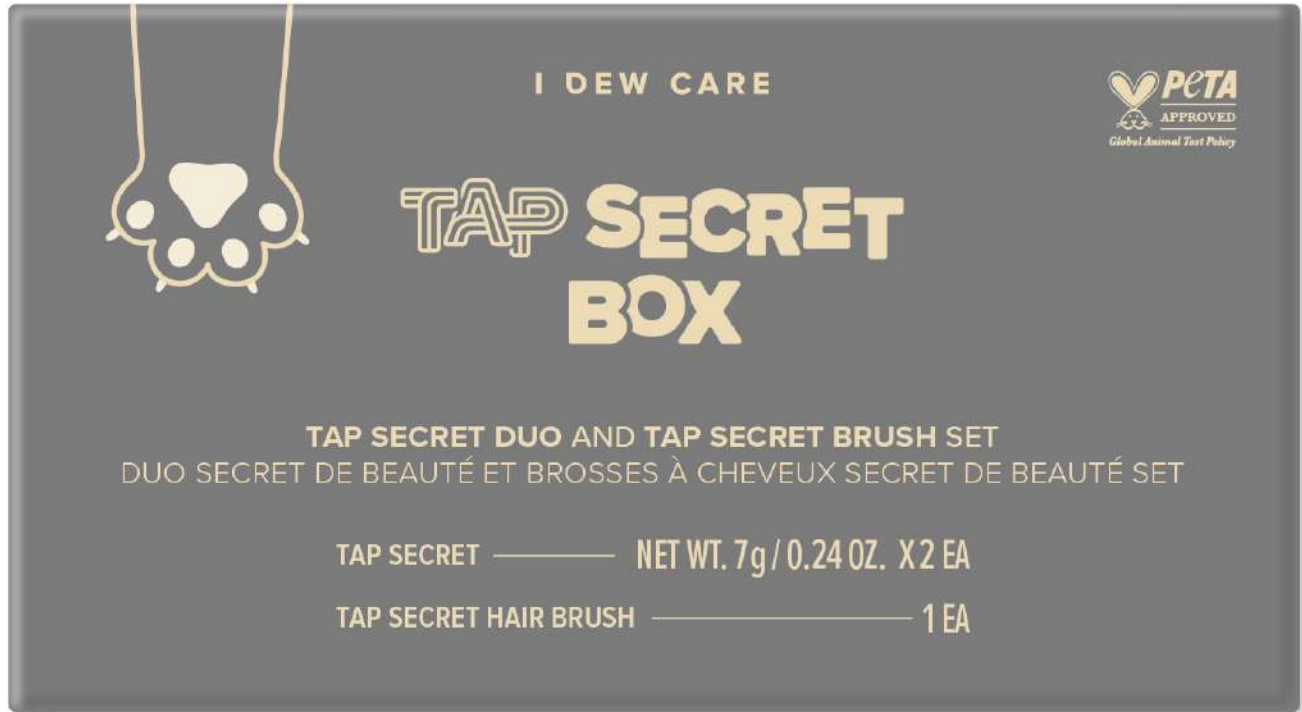 I DEW CARE
PETA
APPROVED
Global Animal Test Policy
TAP SECRET
BOX
TAP SECRET DUO AND TAP SECRET BRUSH SET
DUO SECRET DE BEAUTÉ ET BROSSES À CHEVEUX SECRET DE BEAUTÉ SET
TAP SECRET NET WT. 7g / 0.24 OZ. X 2 EA
TAP SECRET HAIR BRUSH 1 EA